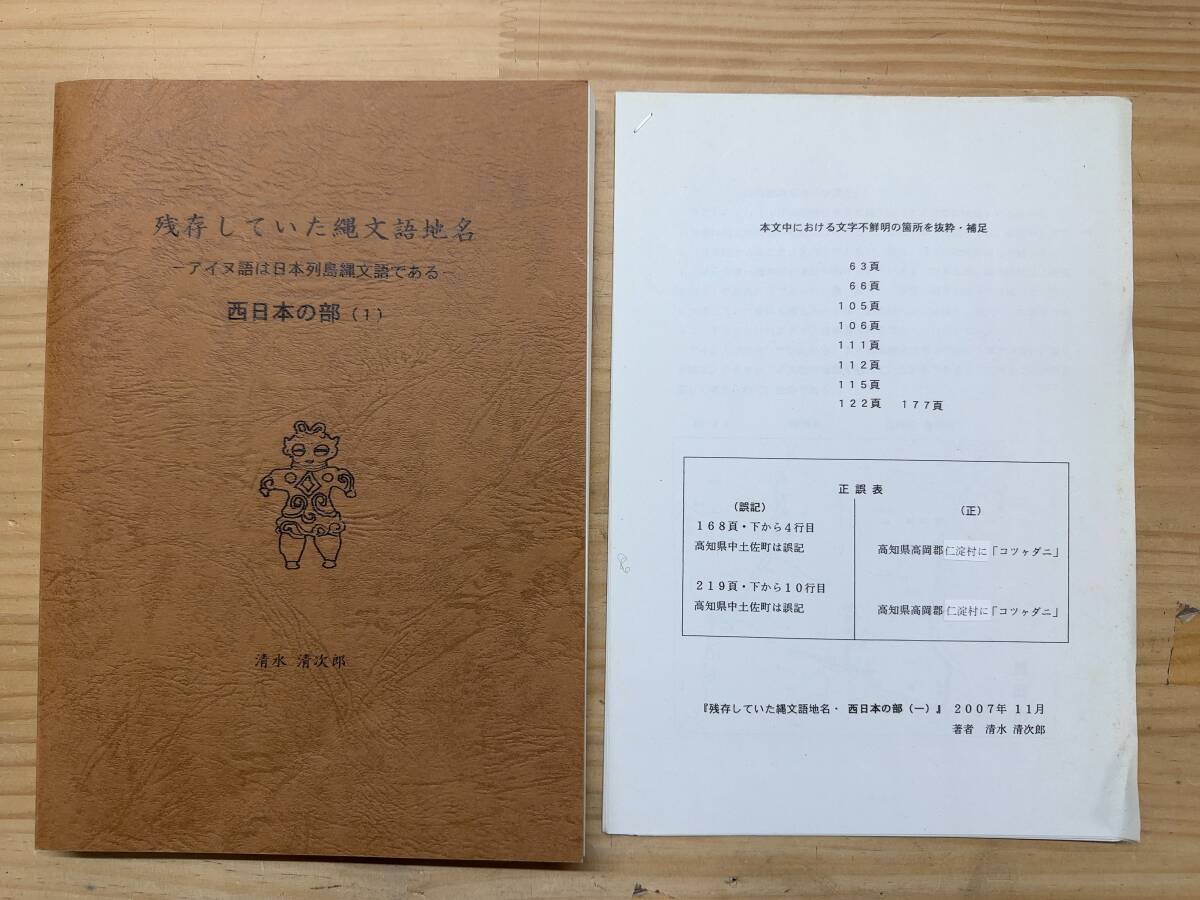 残存していた縄文語地名
―アイヌ語は日本列島縄文語である―
西日本の部（1）
清水 清次郎
本文中における文字不鮮明の箇所を抜粋・補足
63頁
66頁
105頁
106頁
111頁
112頁
115頁
122頁 177頁
正誤表
（誤記）
（正）
168頁・下から4行目
高知県中土佐町は誤記
高知県高岡郡仁淀村に「コツヶダニ」
219頁・下から10行目
高知県中土佐町は誤記
高知県高岡郡仁淀村に「コツヶダニ」
『残存していた縄文語地名・ 西日本の部（一）』 2007年 11月
著者 清水 清次郎